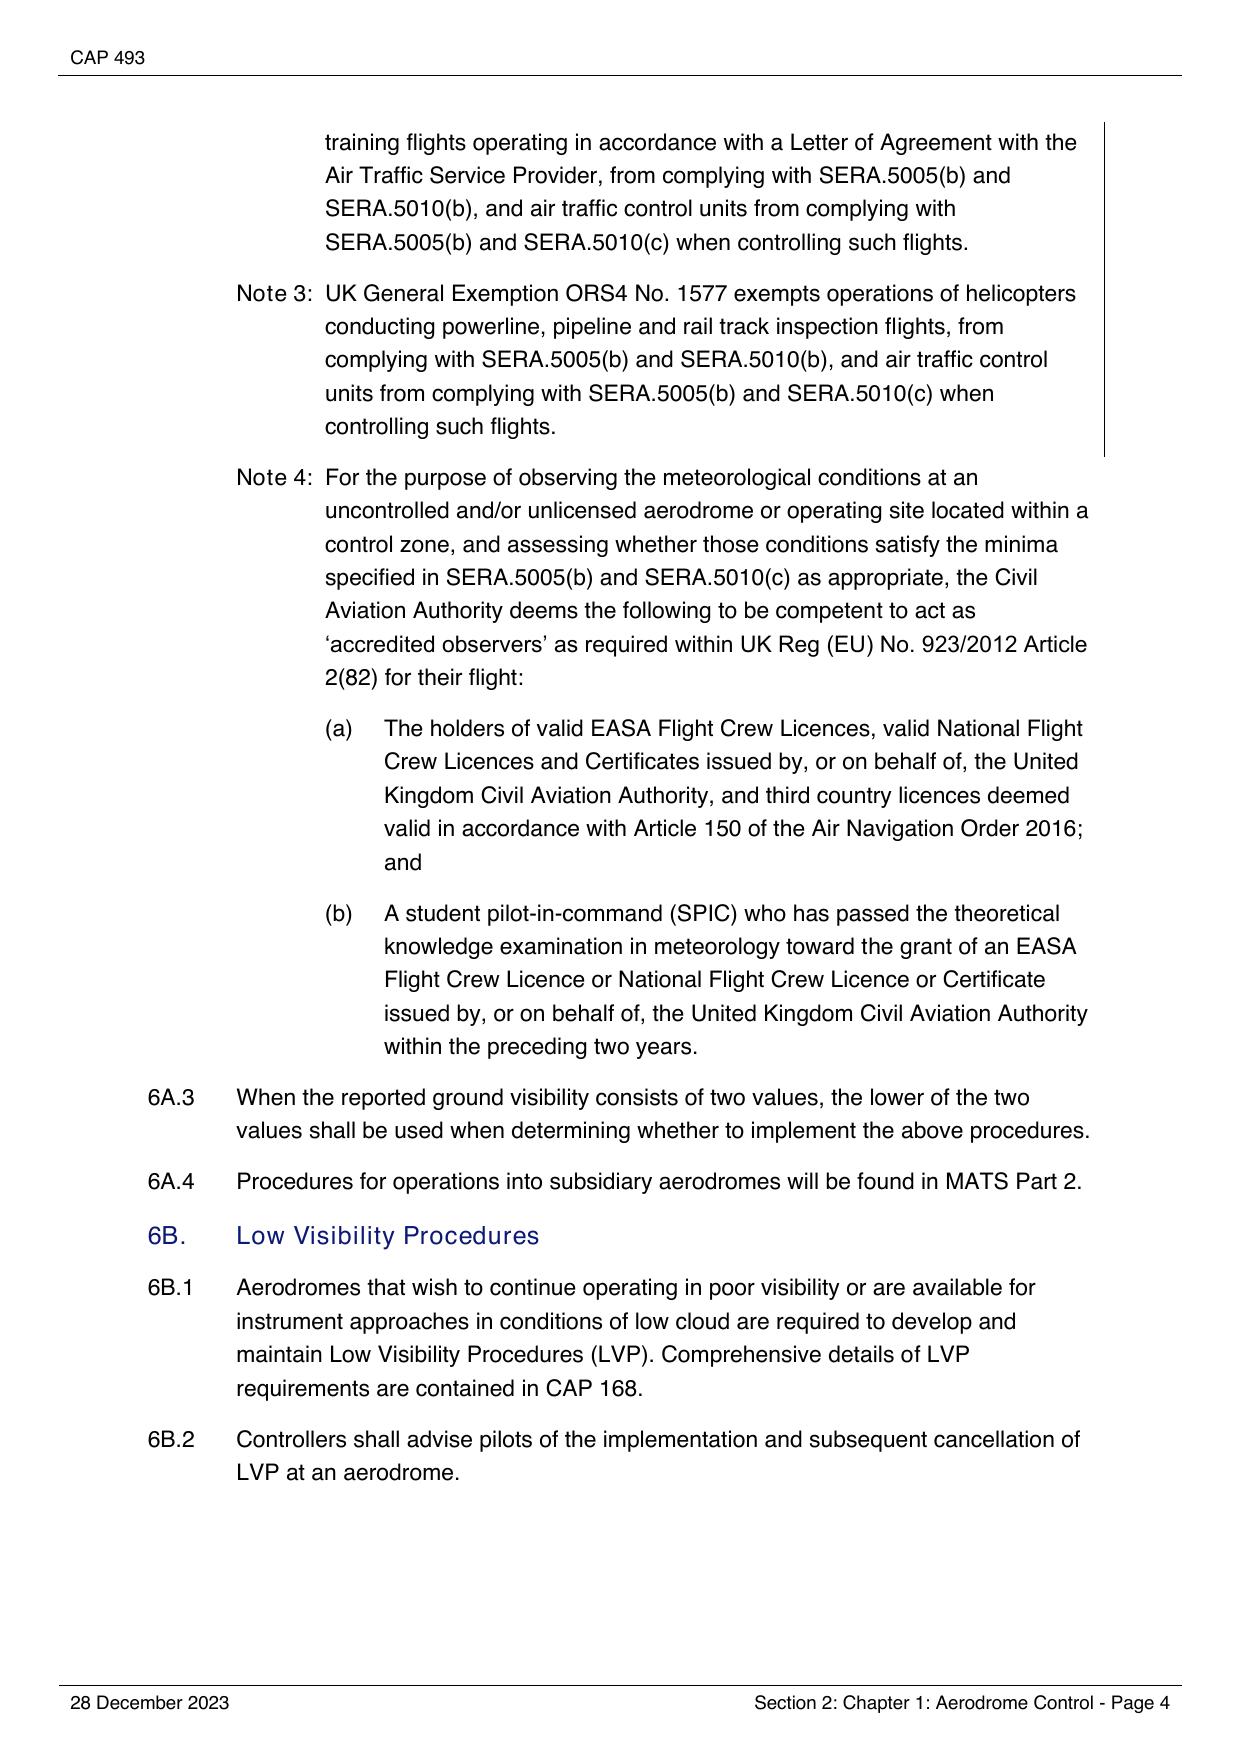 CAP 493
training flights operating in accordance with a Letter of Agreement with the
Air Traffic Service Provider, from complying with SERA.5005(b) and
SERA.5010(b), and air traffic control units from complying with
SERA.5005(b) and SERA.5010(c) when controlling such flights.
Note 3: UK General Exemption ORS4 No. 1577 exempts operations of helicopters
conducting powerline, pipeline and rail track inspection flights, from
complying with SERA.5005(b) and SERA.5010(b), and air traffic control
units from complying with SERA.5005(b) and SERA.5010(c) when
controlling such flights.
Note 4: For the purpose of observing the meteorological conditions at an
uncontrolled and/or unlicensed aerodrome or operating site located within a
control zone, and assessing whether those conditions satisfy the minima
specified in SERA.5005(b) and SERA.5010(c) as appropriate, the Civil
Aviation Authority deems the following to be competent to act as
‘accredited observers’ as required within UK Reg (EU) No. 923/2012 Article
2(82) for their flight:
(a) The holders of valid EASA Flight Crew Licences, valid National Flight
Crew Licences and Certificates issued by, or on behalf of, the United
Kingdom Civil Aviation Authority, and third country licences deemed
valid in accordance with Article 150 of the Air Navigation Order 2016;
and
(b) A student pilot-in-command (SPIC) who has passed the theoretical
knowledge examination in meteorology toward the grant of an EASA
Flight Crew Licence or National Flight Crew Licence or Certificate
issued by, or on behalf of, the United Kingdom Civil Aviation Authority
within the preceding two years.
6A.3 When the reported ground visibility consists of two values, the lower of the two
values shall be used when determining whether to implement the above procedures.
6A.4 Procedures for operations into subsidiary aerodromes will be found in MATS Part 2.
6B. Low Visibility Procedures
6B.1 Aerodromes that wish to continue operating in poor visibility or are available for
instrument approaches in conditions of low cloud are required to develop and
maintain Low Visibility Procedures (LVP). Comprehensive details of LVP
requirements are contained in CAP 168.
6B.2 Controllers shall advise pilots of the implementation and subsequent cancellation of
LVP at an aerodrome.
28 December 2023 Section 2: Chapter 1: Aerodrome Control - Page 4